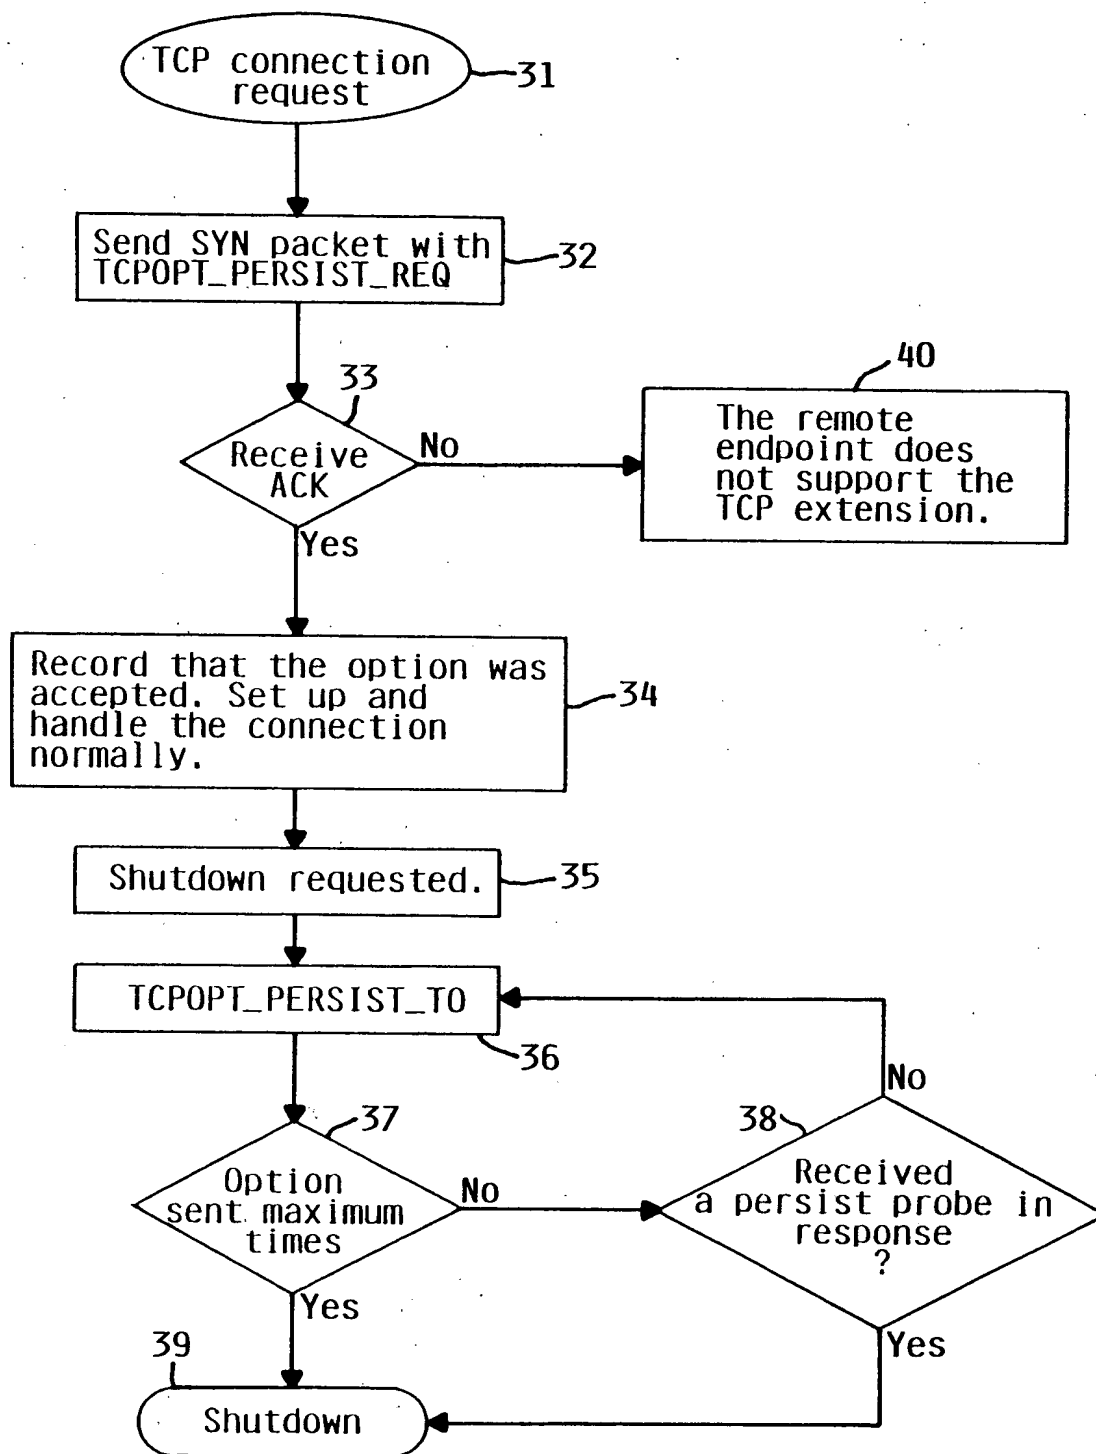 TCP connection
request
31
Send SYN packet with
TCPOPT_PERSIST_REQ
32
33
Receive
ACK
No
40
The remote
endpoint does
not support the
TCP extension.
Yes
Record that the option was
accepted. Set up and
handle the connection
normally.
34
Shutdown requested.
35
TCPOPT_PERSIST_TO
36
No
37
Option
sent maximum
times
No
38
Received
a persist probe in
response
?
Yes
Yes
39
Shutdown